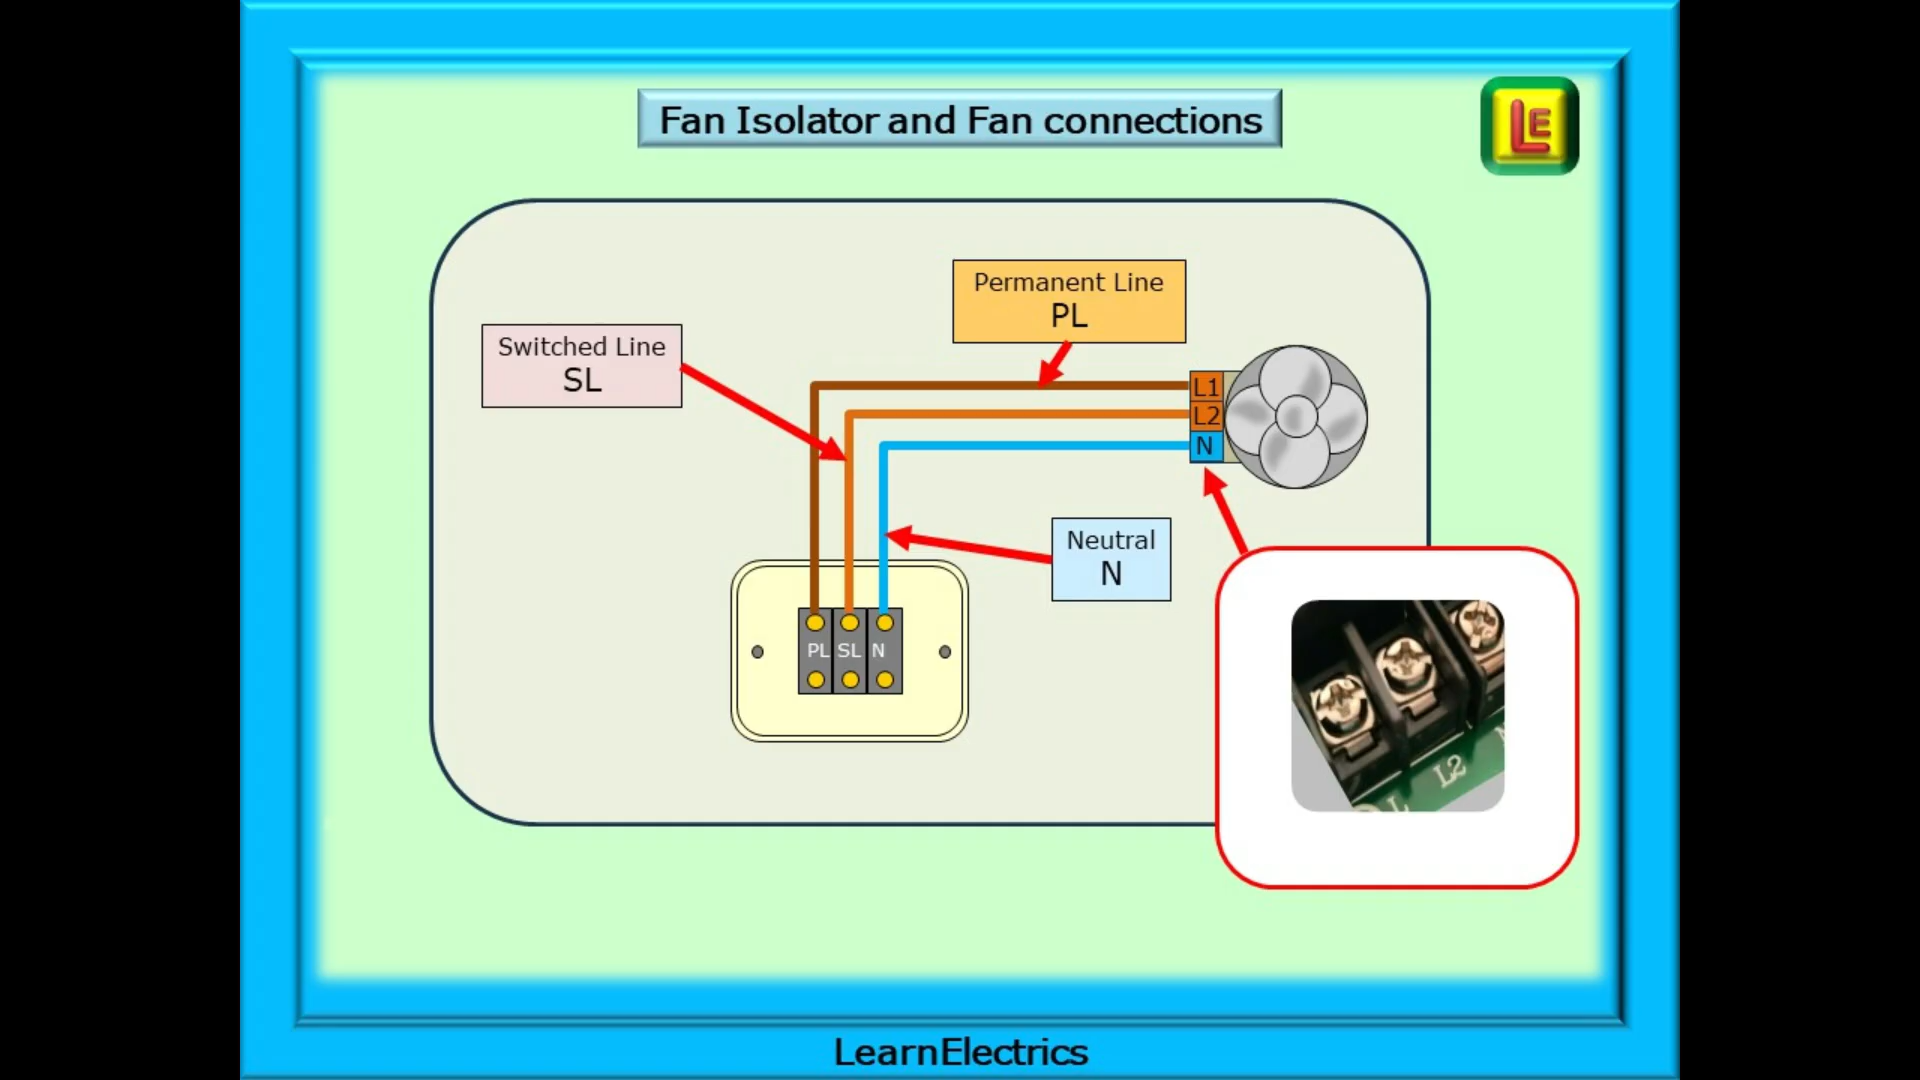 Fan Isolator and Fan connections
LE
Permanent Line
PL
Switched Line
SL
L1
L2
N
Neutral
N
PL SL N
L2
L
LearnElectrics